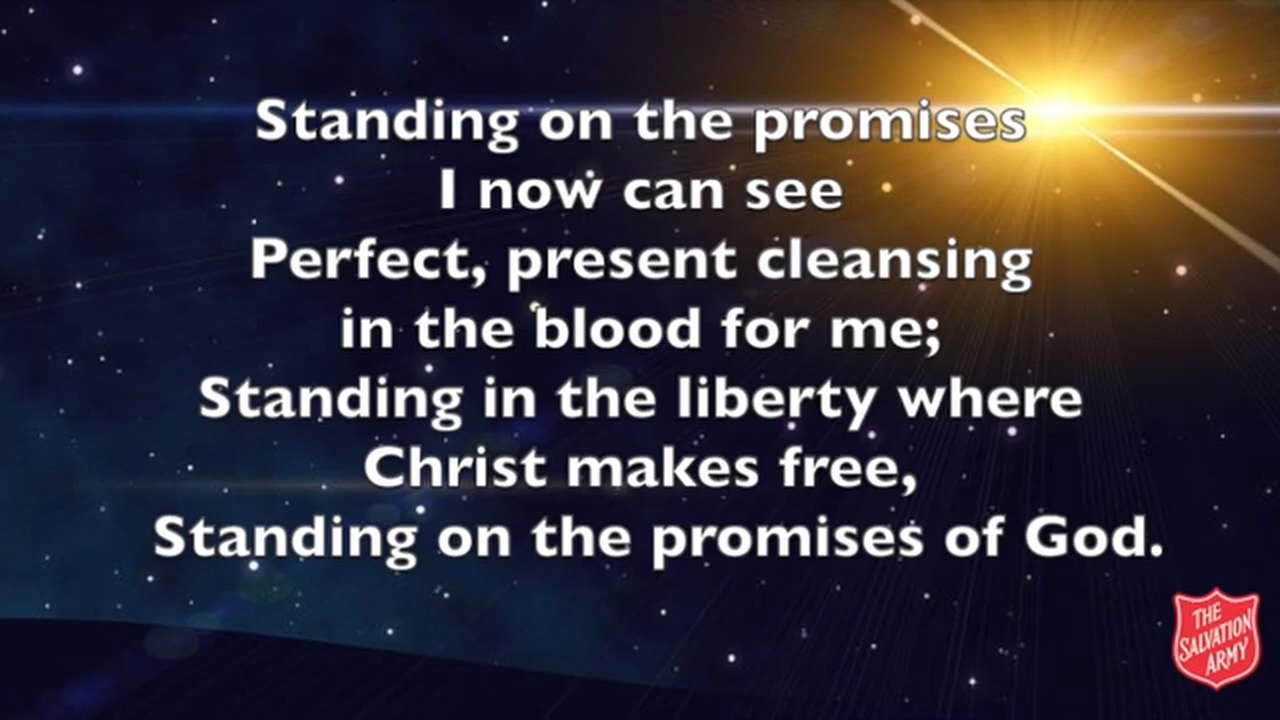 Standing on the promises
I now can see
Perfect, present cleansing
in the blood for me;
Standing in the liberty where
Christ makes free,
Standing on the promises of God.
THE
SALVATION
ARMY